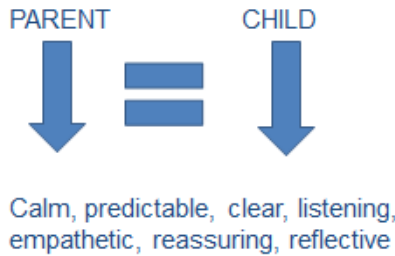 PARENT CHILD
Calm, predictable, clear, listening,
empathetic, reassuring, reflective